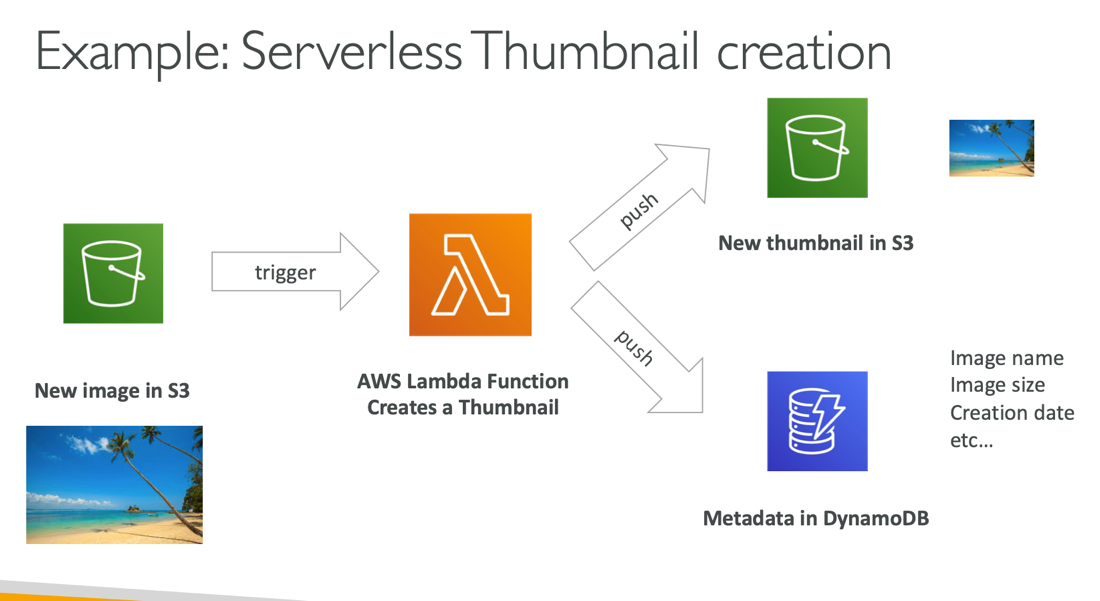 Example: Serverless Thumbnail creation
trigger
New image in S3
AWS Lambda Function
Creates a Thumbnail
push
New thumbnail in S3
push
Image name
Image size
Creation date
etc...
Metadata in DynamoDB